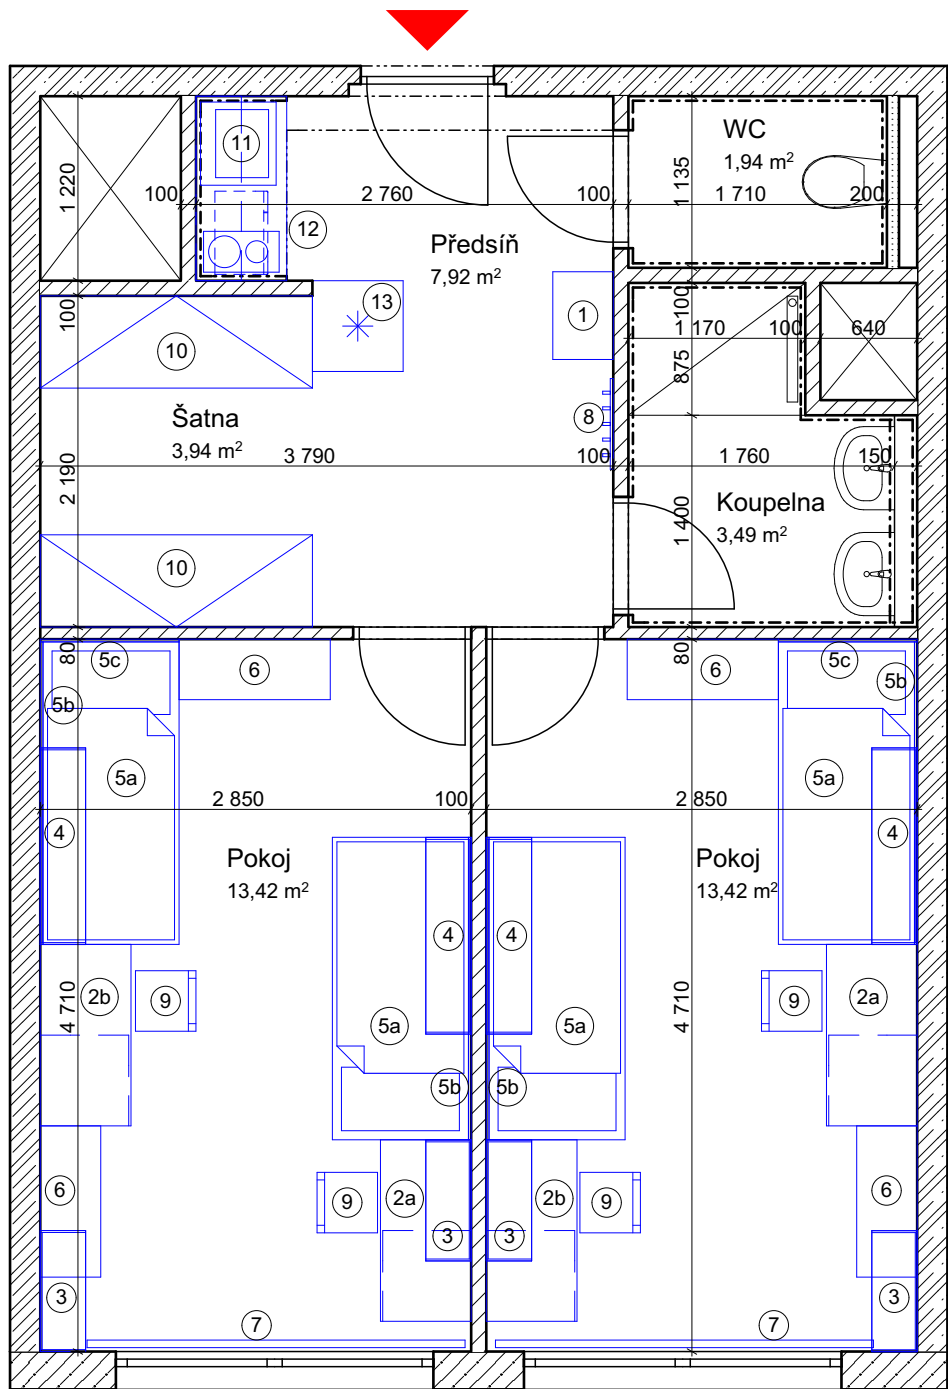 11
WC
1,94 m²
1 220
100
2 760
100
1 135
1 710
200
12
Předsíň
7,92 m²
13
1
100
100
10
1 170
100
640
875
Šatna
3,94 m²
8
2 190
3 790
100
1 760
150
Koupelna
3,49 m²
1 400
10
80
5c
6
80
6
5c
5b
5b
5a
5a
2 850
100
2 850
4
4
Pokoj
13,42 m²
Pokoj
13,42 m²
4
4
4 710
2b
9
5a
5a
4 710
9
2a
5b
5b
6
9
2a
2b
9
6
3
3
3
3
7
7